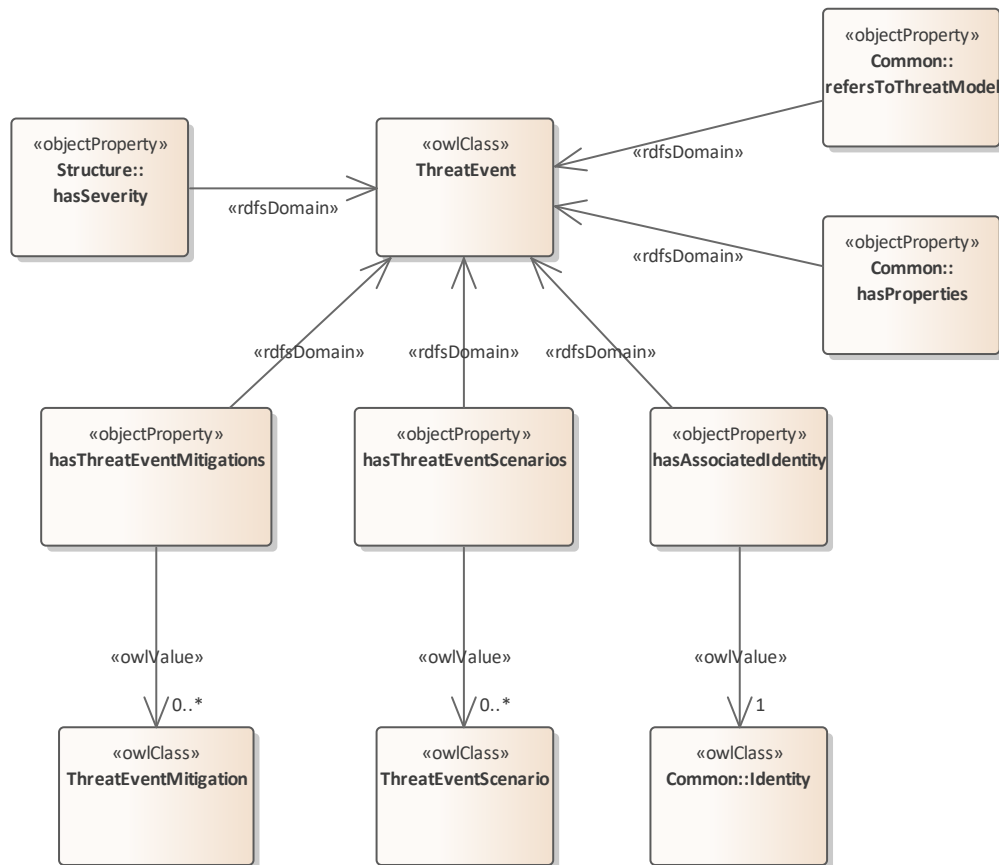 «objectProperty»
Common::
refersToThreatModel
«objectProperty»
Structure::
hasSeverity
«owlClass»
ThreatEvent
«rdfsDomain»
«rdfsDomain»
«objectProperty»
Common::
hasProperties
«rdfsDomain»
«rdfsDomain»
«rdfsDomain»
«rdfsDomain»
«objectProperty»
hasThreatEventMitigations
«objectProperty»
hasThreatEventScenarios
«objectProperty»
hasAssociatedIdentity
«owlValue»
«owlValue»
«owlValue»
0..*
0..*
1
«owlClass»
ThreatEventMitigation
«owlClass»
ThreatEventScenario
«owlClass»
Common::Identity